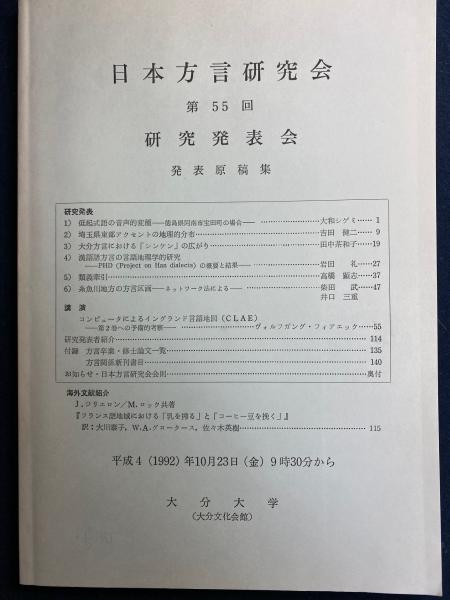 日本方言研究会
第55回
研究発表会
発表原稿集
研究発表
1) 低起式語の音声的変種――徳島県阿南市宝田町の場合――……………………大和シゲミ…… 1
2) 埼玉県東部アクセントの地理的分布……………………吉田 健二…… 9
3) 大分方言における『シンケン』の広がり……………………田中茶和子……19
4) 漢語諸方言の言語地理学的研究
――PHD (Project on Han dialects) の概要と結果――……………………岩田 礼……27
5) 類義牽引……………………高橋 顕志……37
6) 糸魚川地方の方言区画――ネットワーク法による――……………………柴田 武……47
井口 三重
講演
コンピュータによるイングランド言語地図 (CLAE)
――第2巻への予備的考察――……………………ヴォルフガング・フィアエック……55
研究発表者紹介……………………114
付録 方言卒業・修士論文一覧……………………135
方言関係新刊書目……………………140
お知らせ・日本方言研究会会則……………………奥付
海外文献紹介
J.フリエロン/M.ロック共著
『フランス語地域における「乳を搾る」と「コーヒー豆を挽く」』
訳：大川泰子，W.A.グロータース，佐々木英樹……………………115
平成4 (1992) 年10月23日 (金) 9時30分から
大分大学
(大分文化会館)